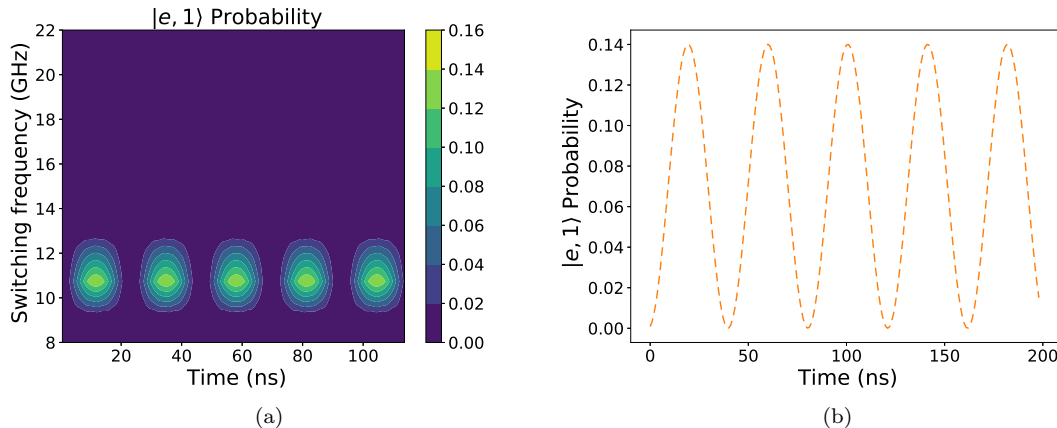 |e, 1⟩ Probability
Switching frequency (GHz)
22
20
18
16
14
12
10
8
20 40 60 80 100
Time (ns)
0.16
0.14
0.12
0.10
0.08
0.06
0.04
0.02
0.00
(a)
|e, 1⟩ Probability
0.14
0.12
0.10
0.08
0.06
0.04
0.02
0.00
0 50 100 150 200
Time (ns)
(b)